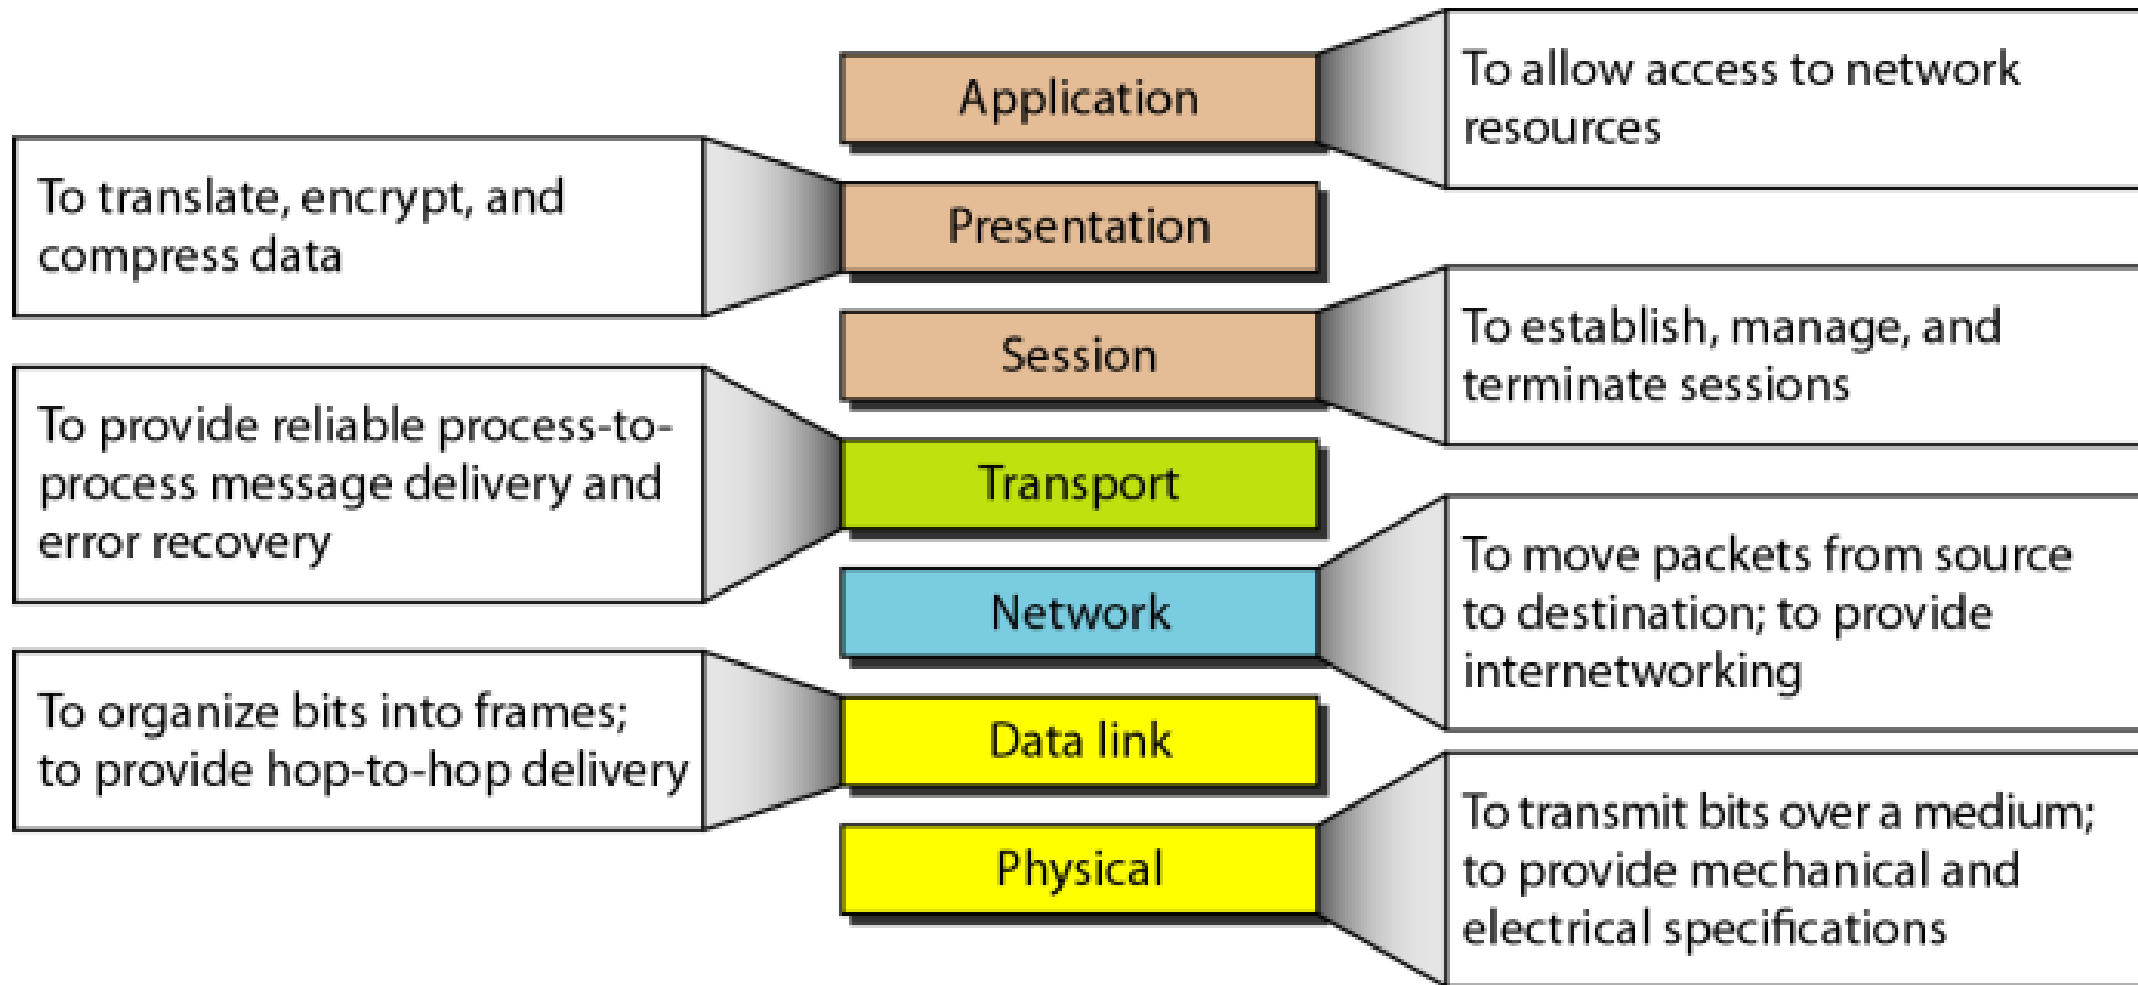 Application
To allow access to network
resources
To translate, encrypt, and
compress data
Presentation
Session
To establish, manage, and
terminate sessions
To provide reliable process-to-
process message delivery and
error recovery
Transport
Network
To move packets from source
to destination; to provide
internetworking
To organize bits into frames;
to provide hop-to-hop delivery
Data link
Physical
To transmit bits over a medium;
to provide mechanical and
electrical specifications